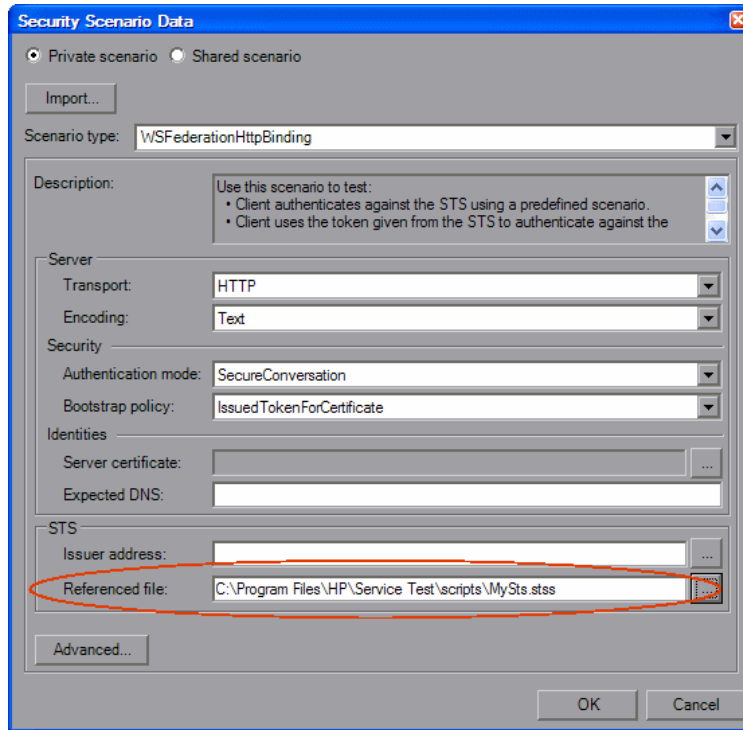 Security Scenario Data
Private scenario Shared scenario
Import...
Scenario type: WSFederationHttpBinding
Description: Use this scenario to test:
• Client authenticates against the STS using a predefined scenario.
• Client uses the token given from the STS to authenticate against the
Server
Transport: HTTP
Encoding: Text
Security
Authentication mode: SecureConversation
Bootstrap policy: IssuedTokenForCertificate
Identities
Server certificate: ...
Expected DNS:
STS
Issuer address: ...
Referenced file: C:\Program Files\HP\Service Test\scripts\MySts.stss ...
Advanced...
OK Cancel